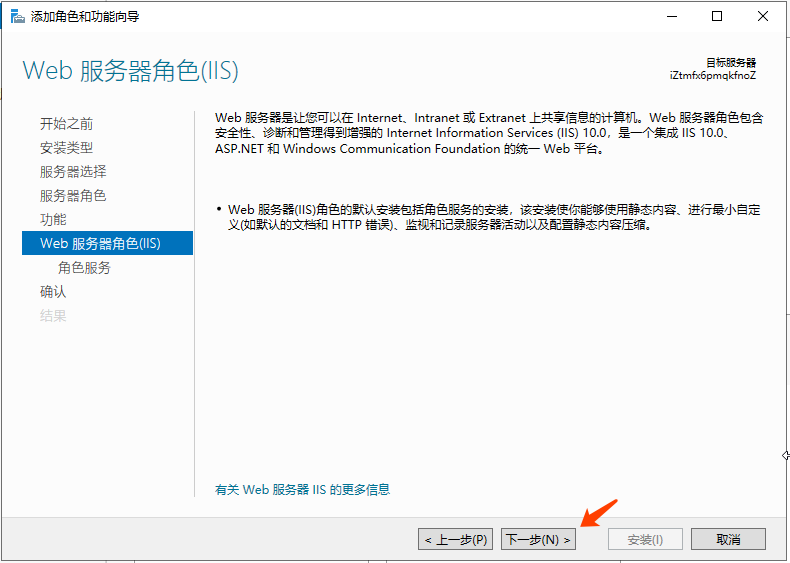 添加角色和功能向导
Web 服务器角色(IIS)
目标服务器
iZtmfx6pmqkfnoZ
开始之前
安装类型
服务器选择
服务器角色
功能
Web 服务器角色(IIS)
角色服务
确认
结果
Web 服务器是让您可以在 Internet、Intranet 或 Extranet 上共享信息的计算机。Web 服务器角色包含
安全性、诊断和管理得到增强的 Internet Information Services (IIS) 10.0，是一个集成 IIS 10.0、
ASP.NET 和 Windows Communication Foundation 的统一 Web 平台。
• Web 服务器(IIS)角色的默认安装包括角色服务的安装，该安装使你能够使用静态内容、进行最小自定
义(如默认的文档和 HTTP 错误)、监视和记录服务器活动以及配置静态内容压缩。
有关 Web 服务器 IIS 的更多信息
< 上一步(P)
下一步(N) >
安装(I)
取消